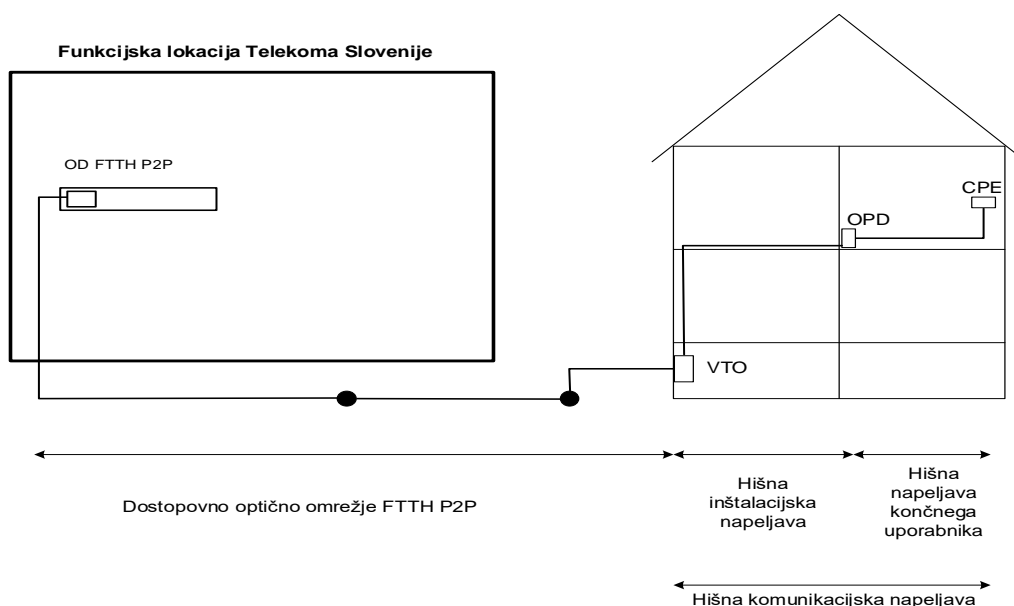 Funkcijska lokacija Telekoma Slovenije
OD FTTH P2P
CPE
OPD
VTO
Dostopovno optično omrežje FTTH P2P
Hišna
inštalacijska
napeljava
Hišna
napeljava
končnega
uporabnika
Hišna komunikacijska napeljava